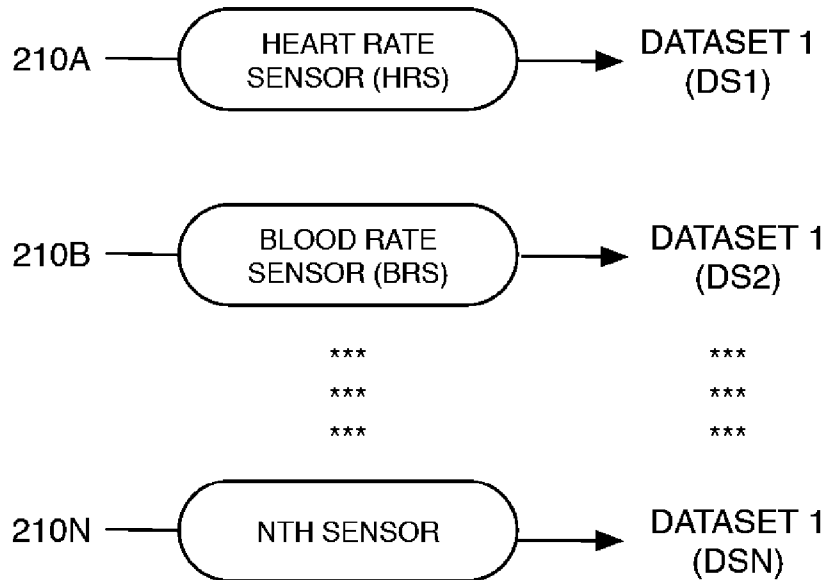 210A
HEART RATE
SENSOR (HRS)
DATASET 1
(DS1)
210B
BLOOD RATE
SENSOR (BRS)
DATASET 1
(DS2)
*** ***
*** ***
*** ***
210N
NTH SENSOR
DATASET 1
(DSN)